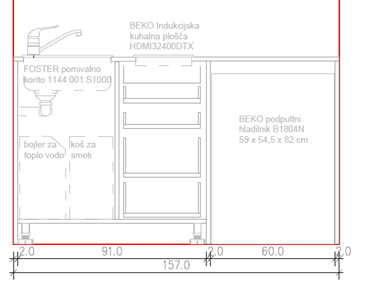 BEKO Indukcijska
kuhalna plošča
HDMI32400DTX
FOSTER pomivalno
korito 1144 001 S1000
BEKO podpultni
hladilnik B1804N
59 x 54,5 x 82 cm
bojler za
toplo vodo
koš za
smeti
2.0 91.0 2.0 60.0 2.0
157.0